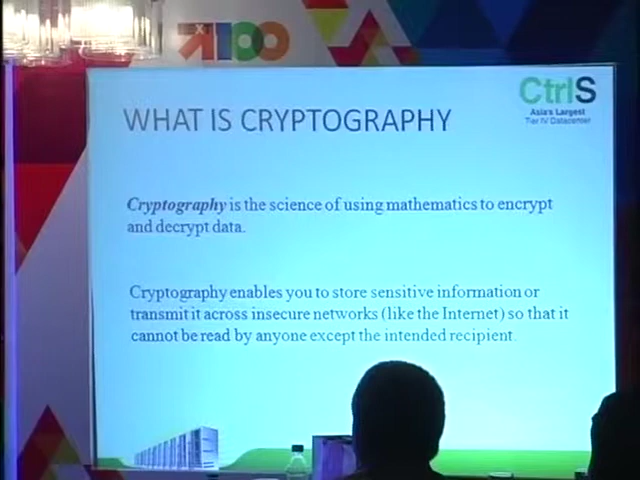 100
CtrlS
Asia's Largest
Tier IV Datacenter
WHAT IS CRYPTOGRAPHY
Cryptography is the science of using mathematics to encrypt
and decrypt data.
Cryptography enables you to store sensitive information or
transmit it across insecure networks (like the Internet) so that it
cannot be read by anyone except the intended recipient.